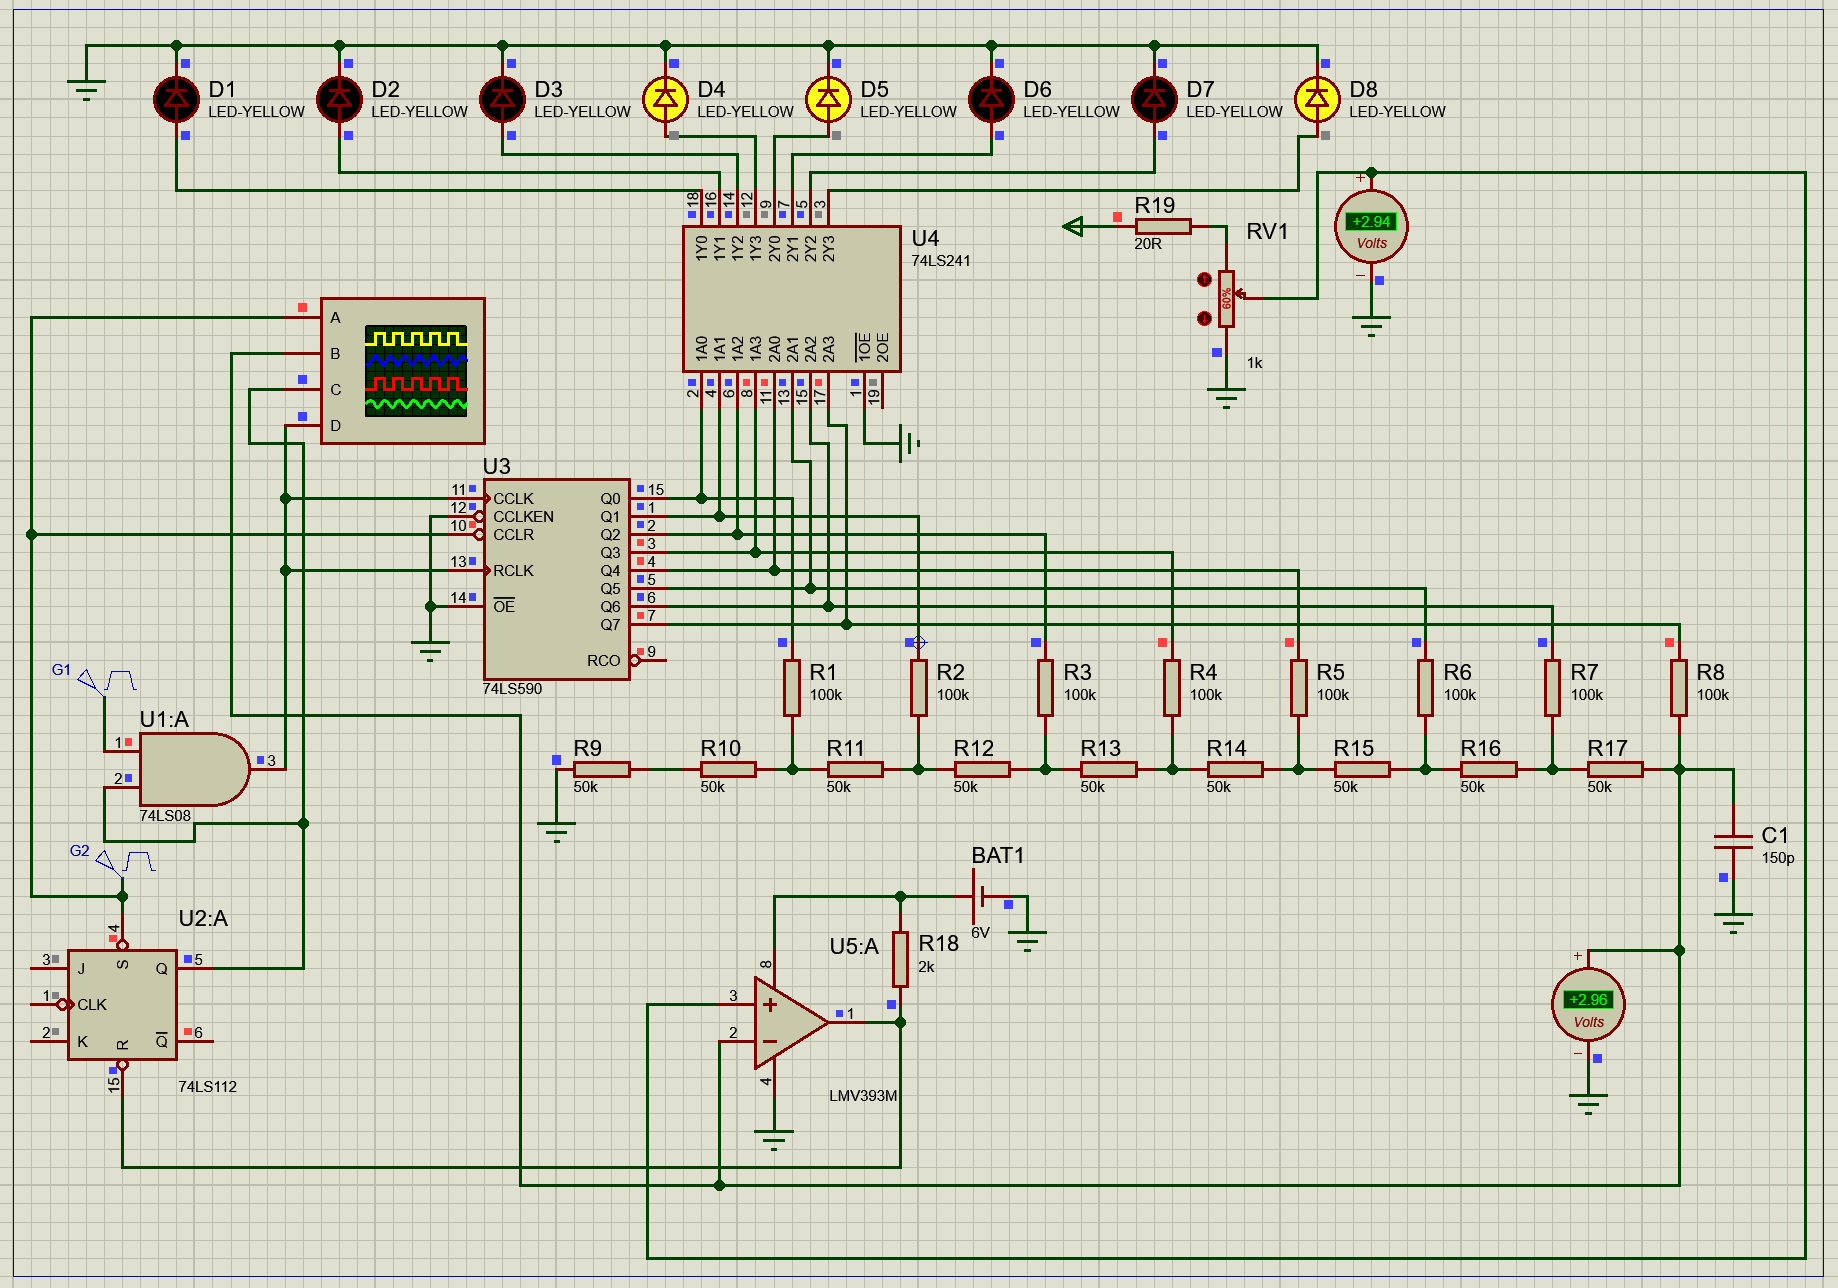 D1 D2 D3 D4 D5 D6 D7 D8
LED-YELLOW LED-YELLOW LED-YELLOW LED-YELLOW LED-YELLOW LED-YELLOW LED-YELLOW LED-YELLOW
18 16 14 12 9 7 5 3
1Y0 1Y1 1Y2 1Y3 2Y0 2Y1 2Y2 2Y3
U4
74LS241
1A0 1A1 1A2 1A3 2A0 2A1 2A2 2A3 1OE 2OE
2 4 6 8 11 13 15 17 1 19
R19
20R
RV1
60%
1k
+
+2.94
Volts
−
A
B
C
D
U3
11 CCLK Q0 15
12 CCLKEN Q1 1
10 CCLR Q2 2
Q3 3
13 RCLK Q4 4
Q5 5
14 OE Q6 6
Q7 7
RCO 9
74LS590
R1 R2 R3 R4 R5 R6 R7 R8
100k 100k 100k 100k 100k 100k 100k 100k
G1
U1:A
1
2
3
74LS08
R9 R10 R11 R12 R13 R14 R15 R16 R17
50k 50k 50k 50k 50k 50k 50k 50k 50k
C1
150p
G2
U2:A
4
3 J S Q 5
1 CLK
2 K R Q 6
15
74LS112
BAT1
6V
U5:A
R18
2k
8
3 +
1
2 −
4
LMV393M
+
+2.96
Volts
−